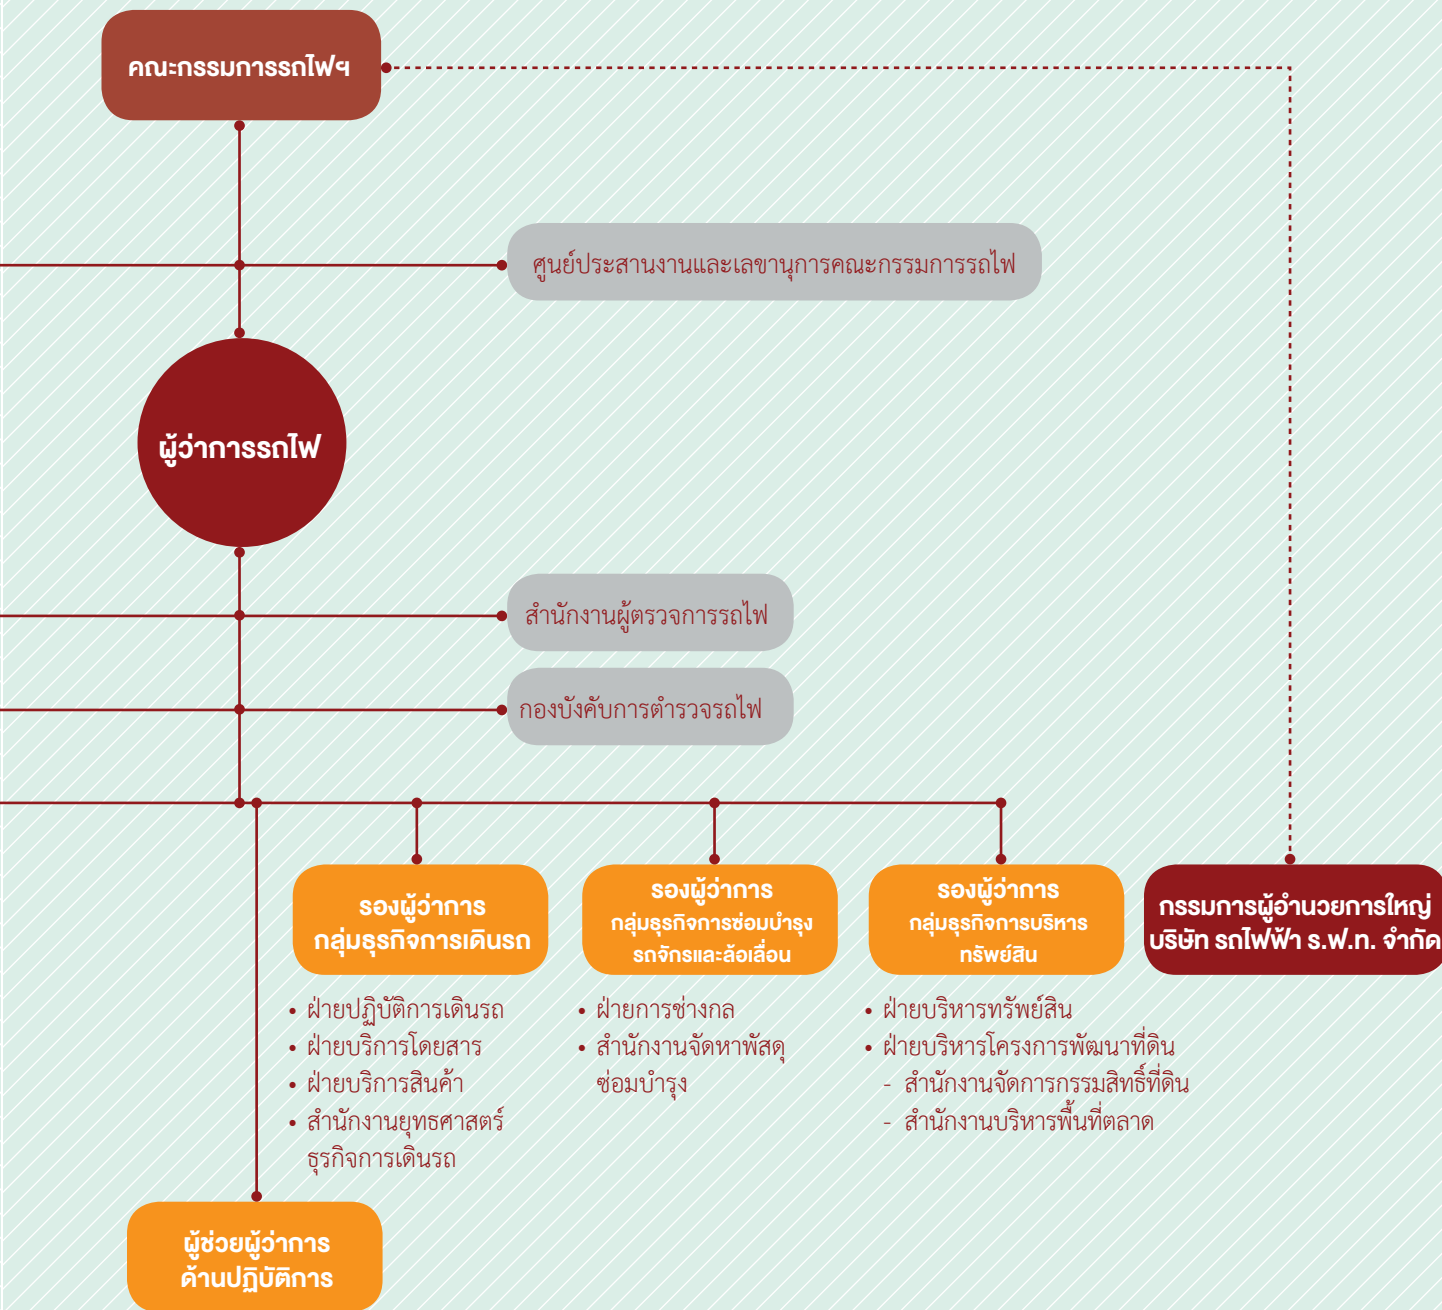 คณะกรรมการรถไฟฯ
ศูนย์ประสานงานและเลขานุการคณะกรรมการรถไฟ
ผู้ว่าการรถไฟ
สำนักงานผู้ตรวจการรถไฟ
กองบังคับการตำรวจรถไฟ
รองผู้ว่าการ
กลุ่มธุรกิจการเดินรถ
• ฝ่ายปฏิบัติการเดินรถ
• ฝ่ายบริการโดยสาร
• ฝ่ายบริการสินค้า
• สำนักงานยุทธศาสตร์
ธุรกิจการเดินรถ
รองผู้ว่าการ
กลุ่มธุรกิจการซ่อมบำรุง
รถจักรและล้อเลื่อน
• ฝ่ายการช่างกล
• สำนักงานจัดหาพัสดุ
ซ่อมบำรุง
รองผู้ว่าการ
กลุ่มธุรกิจการบริหาร
ทรัพย์สิน
• ฝ่ายบริหารทรัพย์สิน
• ฝ่ายบริหารโครงการพัฒนาที่ดิน
- สำนักงานจัดการกรรมสิทธิ์ที่ดิน
- สำนักงานบริหารพื้นที่ตลาด
กรรมการผู้อำนวยการใหญ่
บริษัท รถไฟฟ้า ร.ฟ.ท. จำกัด
ผู้ช่วยผู้ว่าการ
ด้านปฏิบัติการ